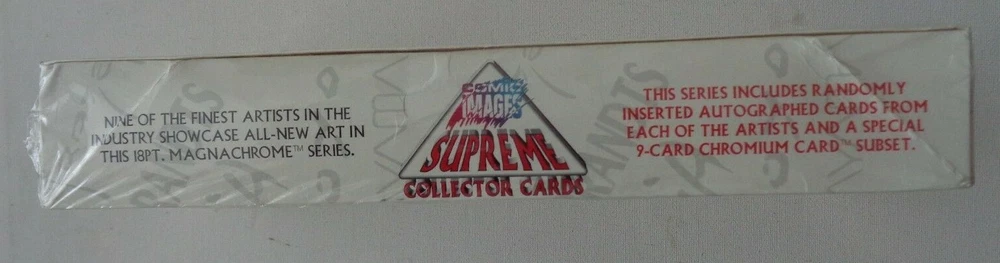 NINE OF THE FINEST ARTISTS IN THE
INDUSTRY SHOWCASE ALL-NEW ART IN
THIS 18PT. MAGNACHROME™ SERIES.
COMIC
IMAGES
SUPREME
COLLECTOR CARDS
THIS SERIES INCLUDES RANDOMLY
INSERTED AUTOGRAPHED CARDS FROM
EACH OF THE ARTISTS AND A SPECIAL
9-CARD CHROMIUM CARD™ SUBSET.